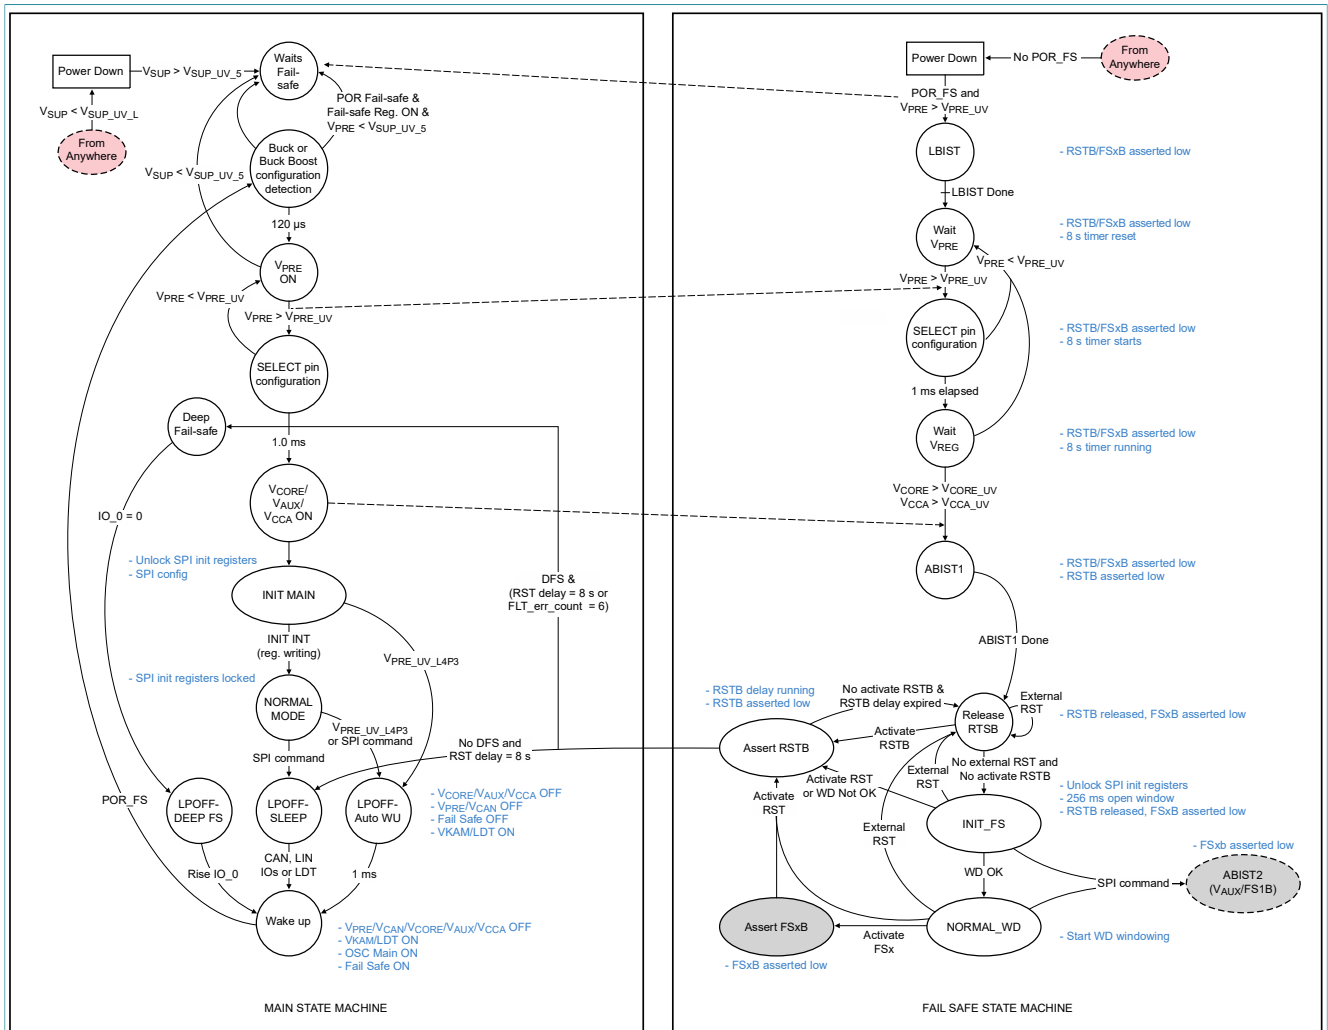 Power Down
VSUP > VSUP_UV_5
Waits
Fail-
safe
VSUP < VSUP_UV_L
From
Anywhere
POR Fail-safe &
Fail-safe Reg. ON &
VPRE < VSUP_UV_5
Buck or
Buck Boost
configuration
detection
VSUP < VSUP_UV_5
120 µs
VPRE
ON
VPRE < VPRE_UV
VPRE > VPRE_UV
SELECT pin
configuration
Deep
Fail-safe
1.0 ms
VCORE/
VAUX/
VCCA ON
IO_0 = 0
- Unlock SPI init registers
- SPI config
INIT MAIN
DFS &
(RST delay = 8 s or
FLT_err_count = 6)
INIT INT
(reg. writing)
VPRE_UV_L4P3
- SPI init registers locked
NORMAL
MODE
VPRE_UV_L4P3
or SPI command
SPI command
No DFS and
RST delay = 8 s
POR_FS
LPOFF-
DEEP FS
LPOFF-
SLEEP
LPOFF-
Auto WU
- VCORE/VAUX/VCCA OFF
- VPRE/VCAN OFF
- Fail Safe OFF
- VKAM/LDT ON
Rise IO_0
CAN, LIN
IOs or LDT
1 ms
Wake up
- VPRE/VCAN/VCORE/VAUX/VCCA OFF
- VKAM/LDT ON
- OSC Main ON
- Fail Safe ON
MAIN STATE MACHINE
Power Down
No POR_FS
From
Anywhere
POR_FS and
VPRE > VPRE_UV
LBIST
- RSTB/FSxB asserted low
LBIST Done
Wait
VPRE
- RSTB/FSxB asserted low
- 8 s timer reset
VPRE < VPRE_UV
VPRE > VPRE_UV
SELECT pin
configuration
- RSTB/FSxB asserted low
- 8 s timer starts
1 ms elapsed
Wait
VREG
- RSTB/FSxB asserted low
- 8 s timer running
VCORE > VCORE_UV
VCCA > VCCA_UV
ABIST1
- RSTB/FSxB asserted low
- RSTB asserted low
ABIST1 Done
- RSTB delay running
- RSTB asserted low
No activate RSTB &
RSTB delay expired
External
RST
Release
RTSB
- RSTB released, FSxB asserted low
Activate
RSTB
Assert RSTB
No external RST and
No activate RSTB
External
RST
Activate RST
or WD Not OK
Activate
RST
- Unlock SPI init registers
- 256 ms open window
- RSTB released, FSxB asserted low
INIT_FS
External
RST
- FSxb asserted low
WD OK
SPI command
ABIST2
(VAUX/FS1B)
Assert FSxB
Activate
FSx
NORMAL_WD
- Start WD windowing
- FSxB asserted low
FAIL SAFE STATE MACHINE